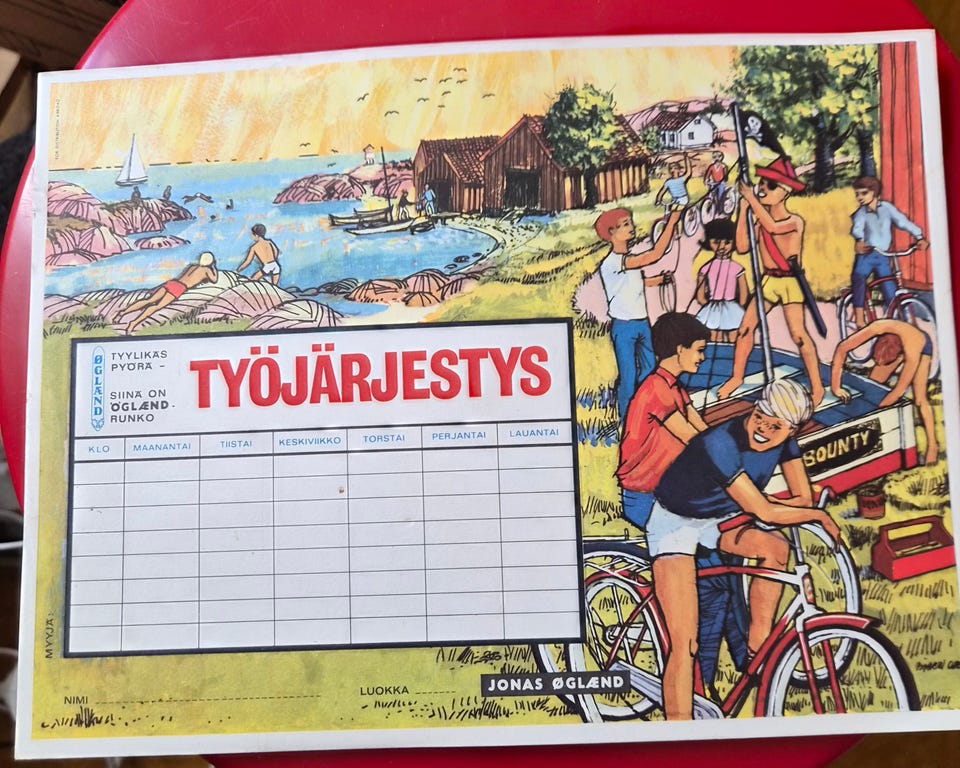 ØGLÆND
TYYLIKÄS
PYÖRÄ -
SIINÄ ON
ÖGLÆND-
RUNKO
TYÖJÄRJESTYS
KLO MAANANTAI TIISTAI KESKIVIIKKO TORSTAI PERJANTAI LAUANTAI
BOUNTY
MYYJÄ:
NIMI
LUOKKA
JONAS ØGLÆND